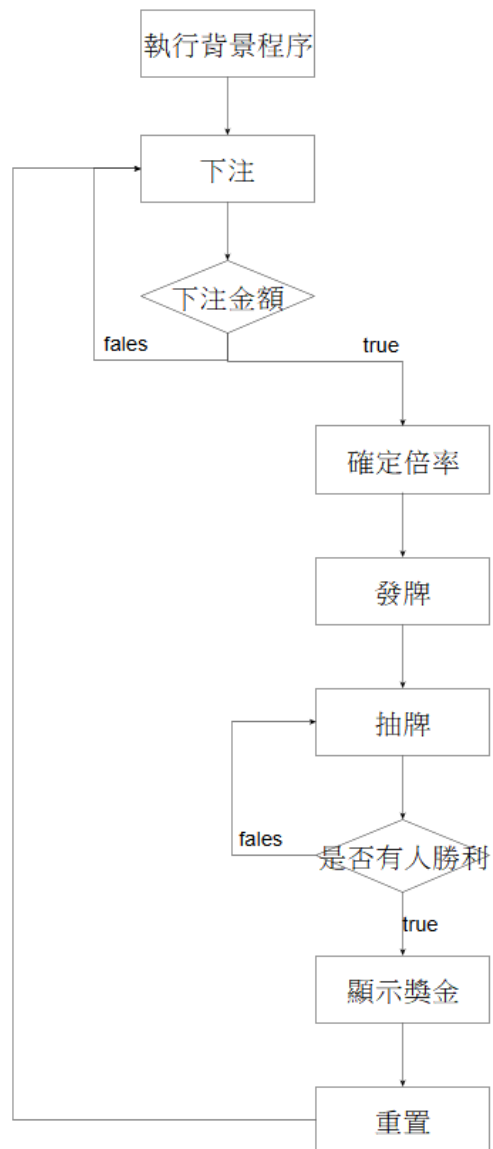 執行背景程序
下注
下注金額
fales
true
確定倍率
發牌
抽牌
fales
是否有人勝利
true
顯示獎金
重置